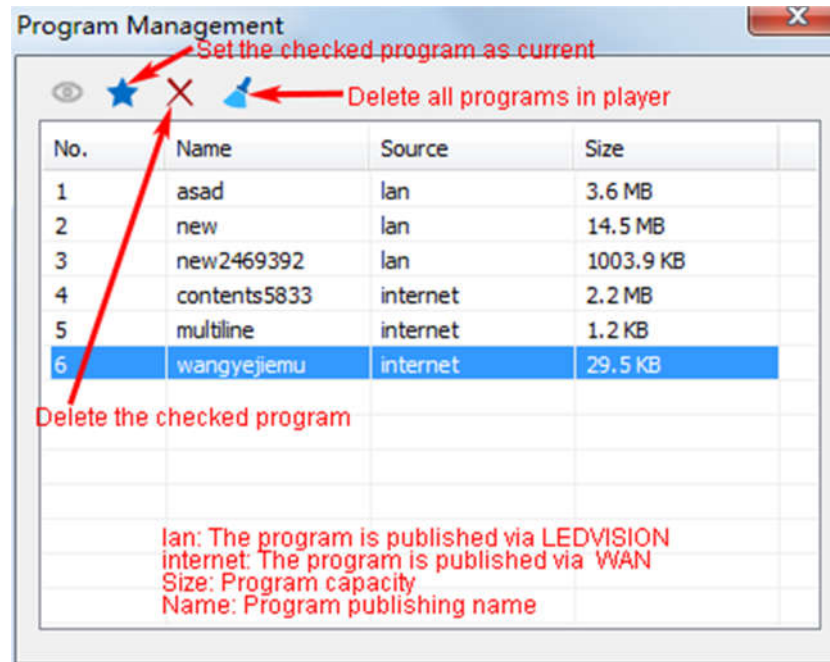 Program Management
Set the checked program as current
Delete all programs in player
No. Name Source Size
1 asad lan 3.6 MB
2 new lan 14.5 MB
3 new2469392 lan 1003.9 KB
4 contents5833 internet 2.2 MB
5 multiline internet 1.2 KB
6 wangyejiemu internet 29.5 KB
Delete the checked program
lan: The program is published via LEDVISION
internet: The program is published via WAN
Size: Program capacity
Name: Program publishing name